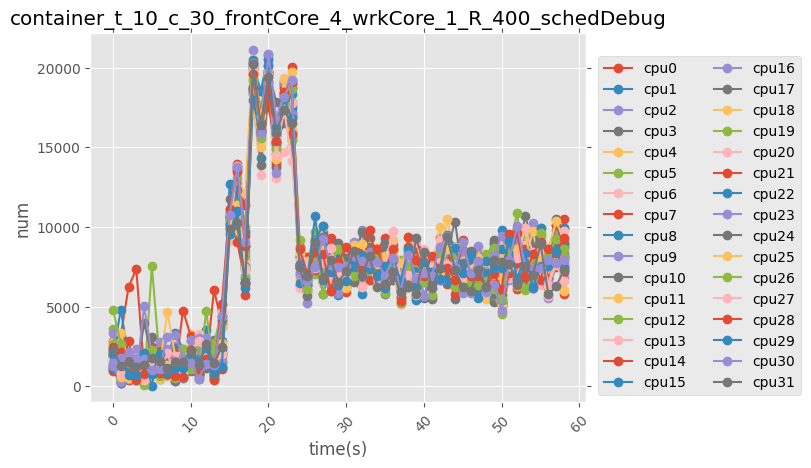 container_t_10_c_30_frontCore_4_wrkCore_1_R_400_schedDebug
num
20000
15000
10000
5000
0
0
10
20
30
40
50
60
time(s)
cpu0
cpu1
cpu2
cpu3
cpu4
cpu5
cpu6
cpu7
cpu8
cpu9
cpu10
cpu11
cpu12
cpu13
cpu14
cpu15
cpu16
cpu17
cpu18
cpu19
cpu20
cpu21
cpu22
cpu23
cpu24
cpu25
cpu26
cpu27
cpu28
cpu29
cpu30
cpu31